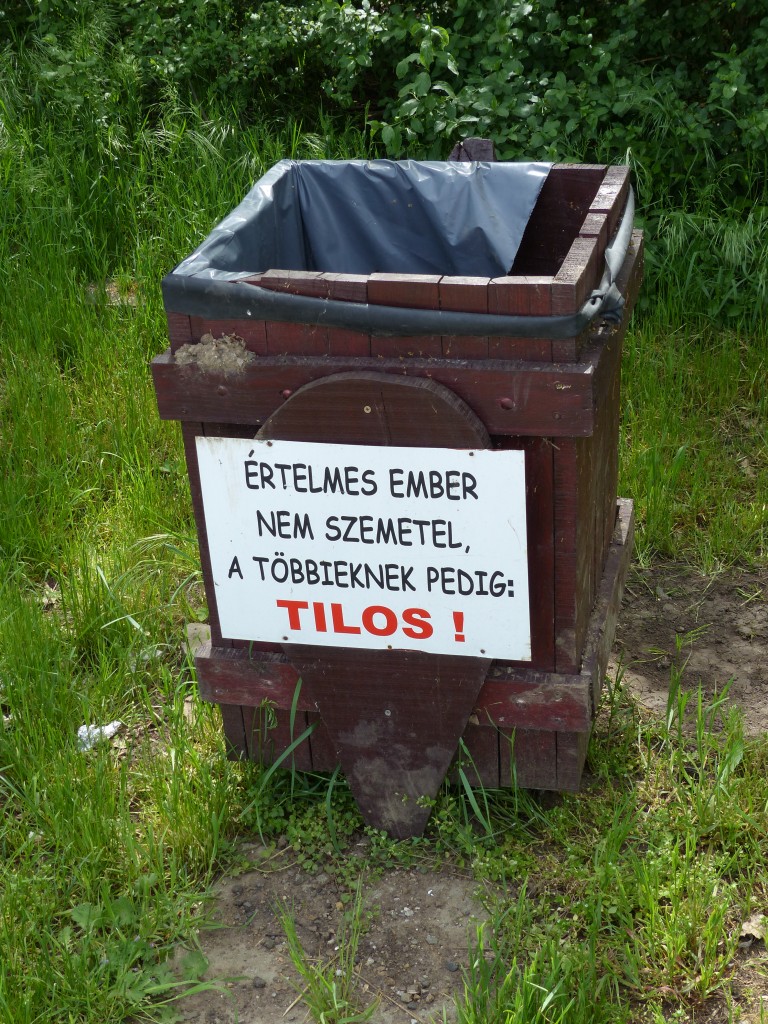 ÉRTELMES EMBER
NEM SZEMETEL,
A TÖBBIEKNEK PEDIG:
TILOS !